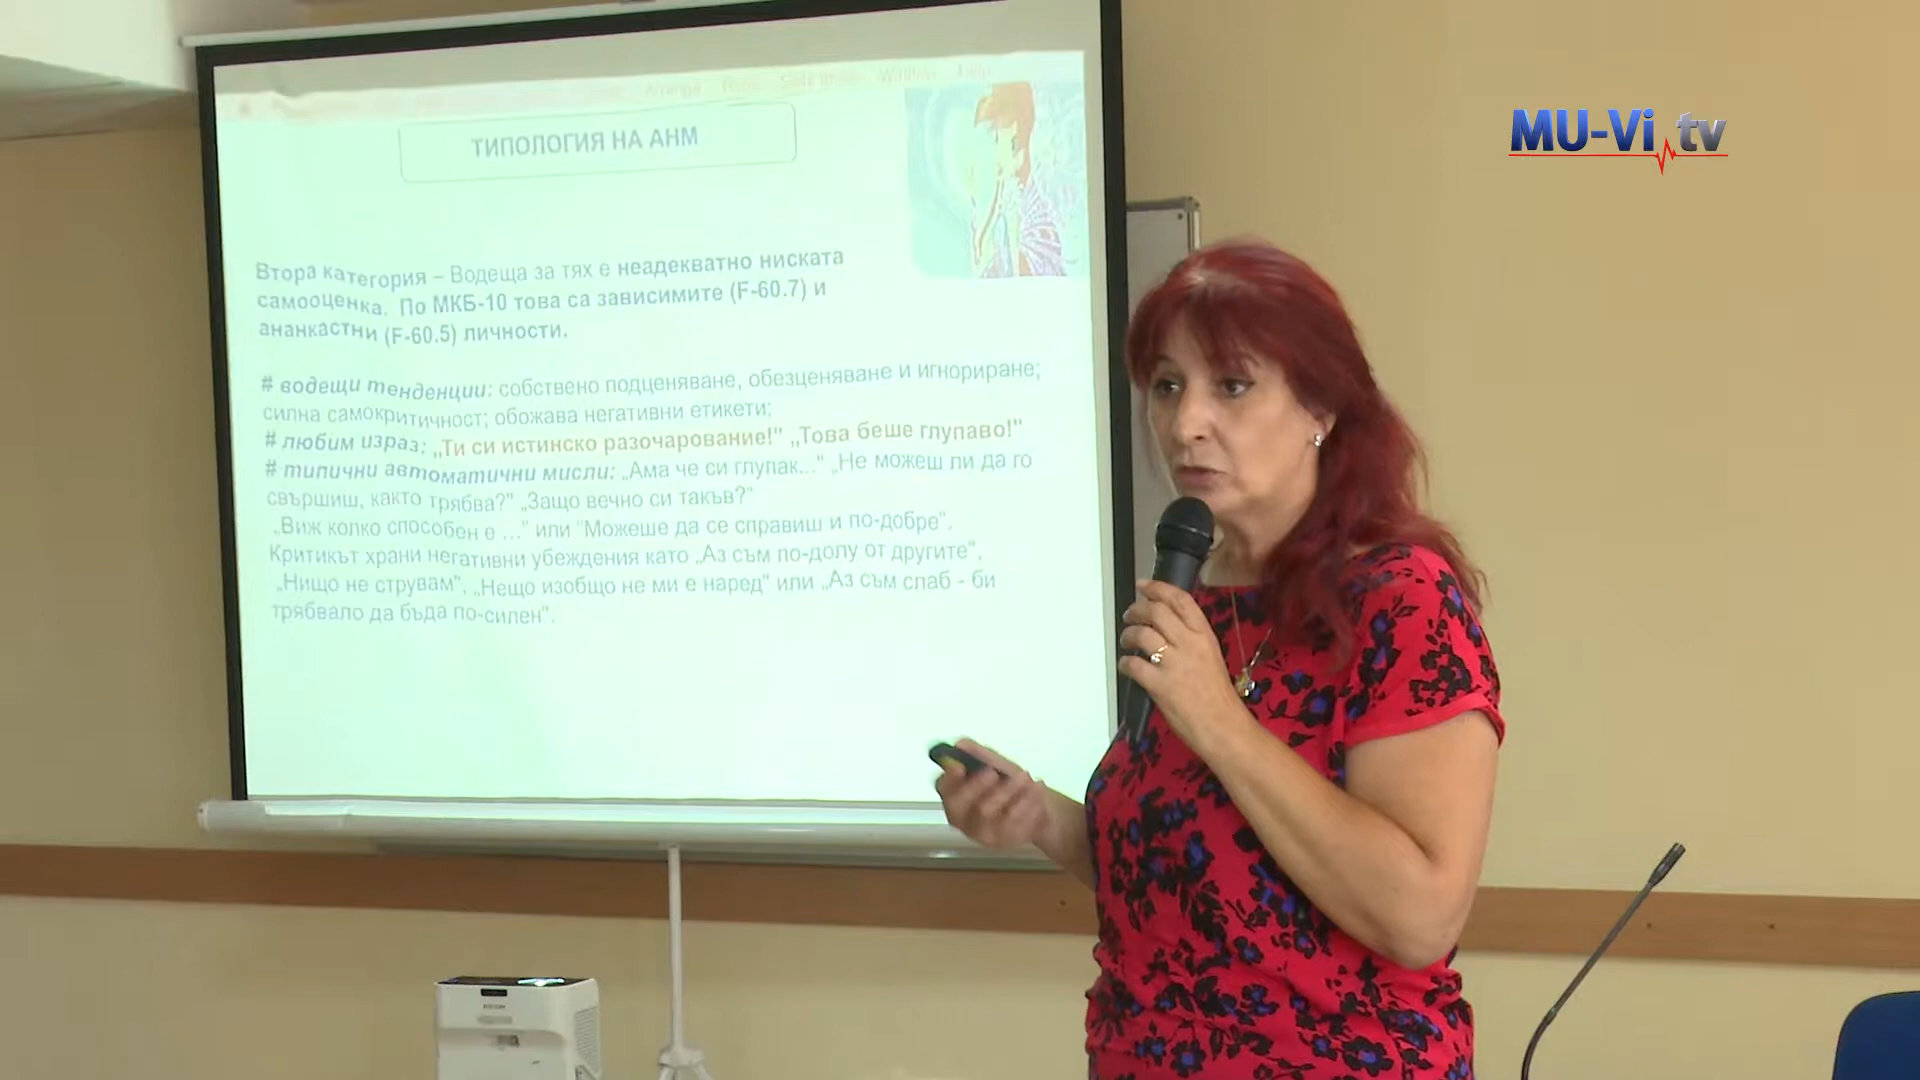 MU-Vi tv
Slide Show Window Help
ТИПОЛОГИЯ НА АНМ
Втора категория – Водеща за тях е неадекватно ниската
самооценка. По МКБ-10 това са зависимите (F-60.7) и
ананкастни (F-60.5) личности.
# водещи тенденции: собствено подценяване, обезценяване и игнориране;
силна самокритичност; обожава негативни етикети;
# любим израз: „Ти си истинско разочарование!" „Това беше глупаво!"
# типични автоматични мисли: „Ама че си глупак..." „Не можеш ли да го
свършиш, както трябва?" „Защо вечно си такъв?"
„Виж колко способен е ..." или "Можеше да се справиш и по-добре".
Критикът храни негативни убеждения като „Аз съм по-долу от другите",
„Нищо не струвам", „Нещо изобщо не ми е наред" или „Аз съм слаб - би
трябвало да бъда по-силен".